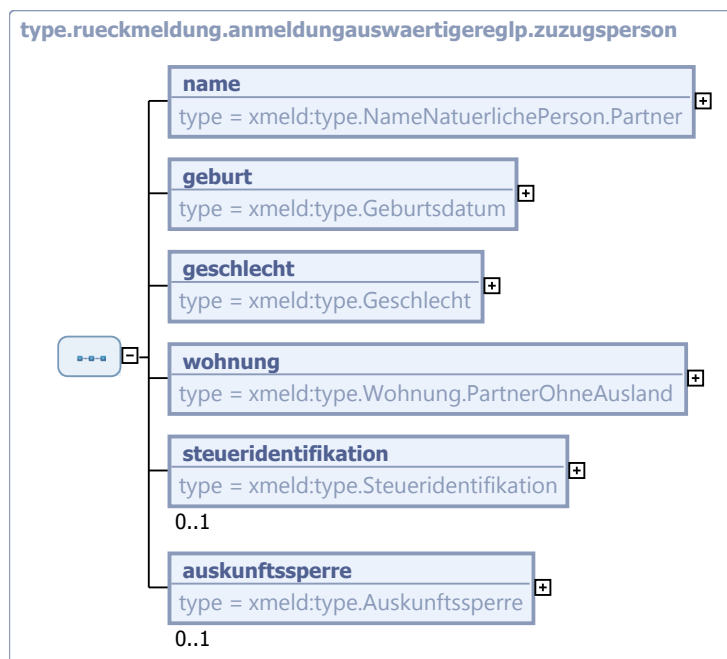 type.rueckmeldung.anmeldungauswaertigereglp.zuzugsperson
name
type = xmeld:type.NameNatuerlichePerson.Partner
geburt
type = xmeld:type.Geburtsdatum
geschlecht
type = xmeld:type.Geschlecht
wohnung
type = xmeld:type.Wohnung.PartnerOhneAusland
steueridentifikation
type = xmeld:type.Steueridentifikation
0..1
auskunftssperre
type = xmeld:type.Auskunftssperre
0..1